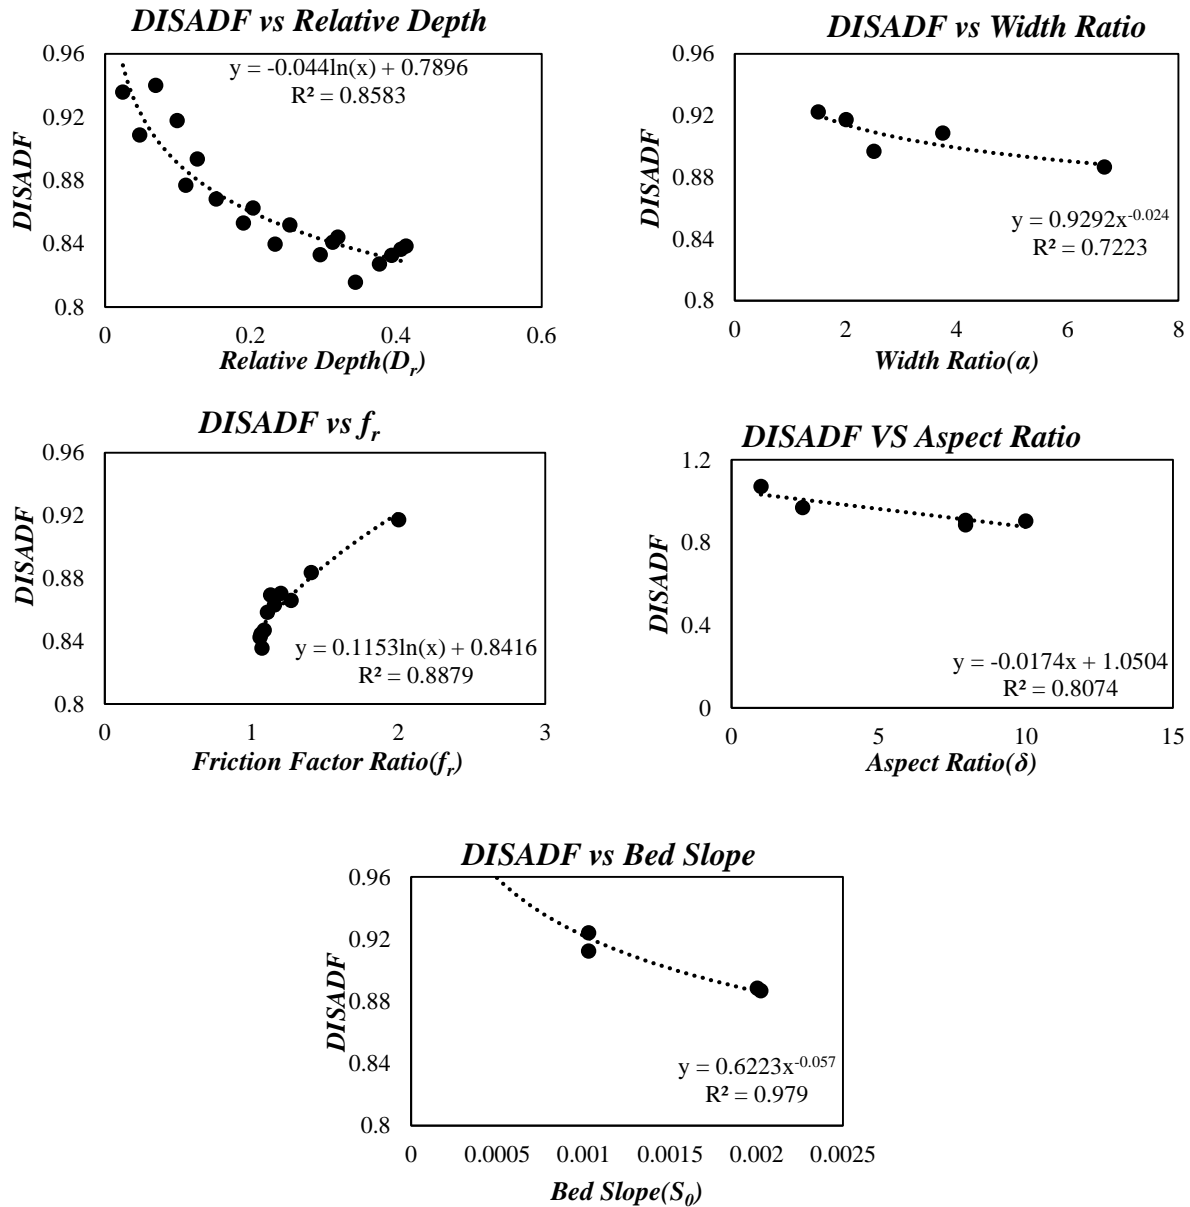 DISADF vs Relative Depth
0.96
0.92
0.88
0.84
0.8
DISADF
y = -0.044ln(x) + 0.7896
R² = 0.8583
0 0.2 0.4 0.6
Relative Depth(Dr)
DISADF vs Width Ratio
0.96
0.92
0.88
0.84
0.8
DISADF
y = 0.9292x^-0.024
R² = 0.7223
0 2 4 6 8
Width Ratio(α)
DISADF vs fr
0.96
0.92
0.88
0.84
0.8
DISADF
y = 0.1153ln(x) + 0.8416
R² = 0.8879
0 1 2 3
Friction Factor Ratio(fr)
DISADF VS Aspect Ratio
1.2
0.8
0.4
0
DISADF
y = -0.0174x + 1.0504
R² = 0.8074
0 5 10 15
Aspect Ratio(δ)
DISADF vs Bed Slope
0.96
0.92
0.88
0.84
0.8
DISADF
y = 0.6223x^-0.057
R² = 0.979
0 0.0005 0.001 0.0015 0.002 0.0025
Bed Slope(S0)